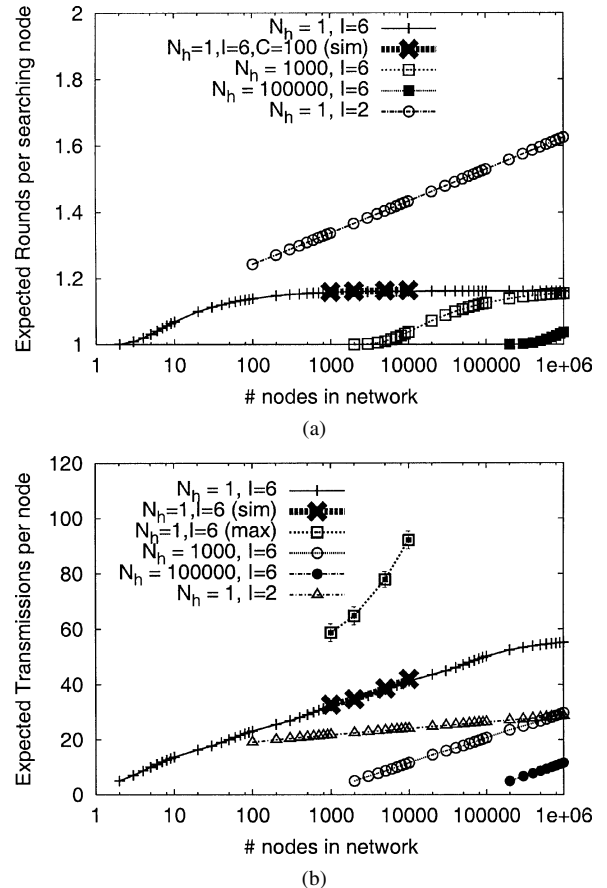 Expected Rounds per searching node
2
1.8
1.6
1.4
1.2
1
N_h = 1, I=6
N_h=1,I=6,C=100 (sim)
N_h = 1000, I=6
N_h = 100000, I=6
N_h = 1, I=2
1 10 100 1000 10000 100000 1e+06
# nodes in network
(a)
Expected Transmissions per node
120
100
80
60
40
20
0
N_h = 1, I=6
N_h=1,I=6 (sim)
N_h=1,I=6 (max)
N_h = 1000, I=6
N_h = 100000, I=6
N_h = 1, I=2
1 10 100 1000 10000 100000 1e+06
# nodes in network
(b)